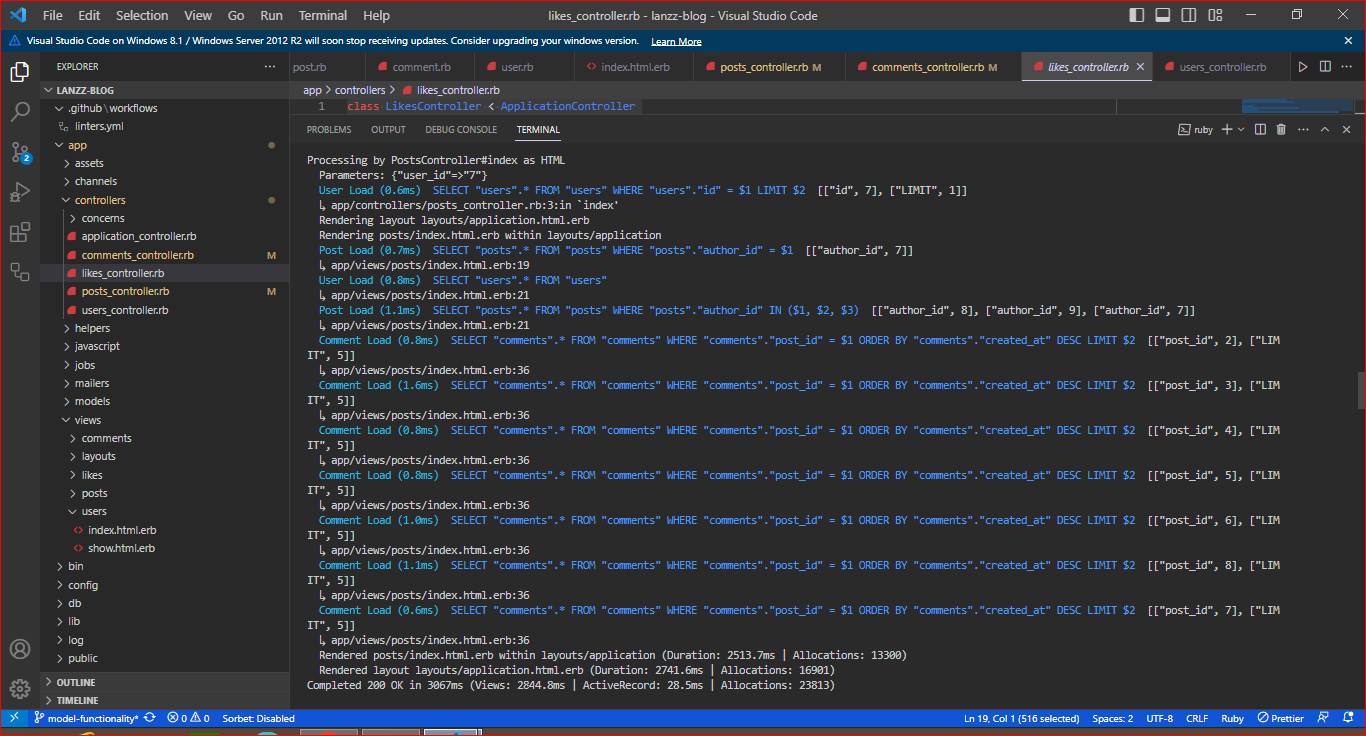 File Edit Selection View Go Run Terminal Help likes_controller.rb - lanzz-blog - Visual Studio Code
Visual Studio Code on Windows 8.1 / Windows Server 2012 R2 will soon stop receiving updates. Consider upgrading your windows version. Learn More
EXPLORER
LANZZ-BLOG
.github \ workflows
linters.yml
app
assets
channels
controllers
concerns
application_controller.rb
comments_controller.rb M
likes_controller.rb
posts_controller.rb M
users_controller.rb
helpers
javascript
jobs
mailers
models
views
comments
layouts
likes
posts
users
index.html.erb
show.html.erb
bin
config
db
lib
log
public
OUTLINE
TIMELINE
post.rb comment.rb user.rb index.html.erb posts_controller.rb M comments_controller.rb M likes_controller.rb users_controller.rb
app > controllers > likes_controller.rb
1 class LikesController < ApplicationController
PROBLEMS OUTPUT DEBUG CONSOLE TERMINAL ruby
Processing by PostsController#index as HTML
Parameters: {"user_id"=>"7"}
User Load (0.6ms) SELECT "users".* FROM "users" WHERE "users"."id" = $1 LIMIT $2 [["id", 7], ["LIMIT", 1]]
↳ app/controllers/posts_controller.rb:3:in `index'
Rendering layout layouts/application.html.erb
Rendering posts/index.html.erb within layouts/application
Post Load (0.7ms) SELECT "posts".* FROM "posts" WHERE "posts"."author_id" = $1 [["author_id", 7]]
↳ app/views/posts/index.html.erb:19
User Load (0.8ms) SELECT "users".* FROM "users"
↳ app/views/posts/index.html.erb:21
Post Load (1.1ms) SELECT "posts".* FROM "posts" WHERE "posts"."author_id" IN ($1, $2, $3) [["author_id", 8], ["author_id", 9], ["author_id", 7]]
↳ app/views/posts/index.html.erb:21
Comment Load (0.8ms) SELECT "comments".* FROM "comments" WHERE "comments"."post_id" = $1 ORDER BY "comments"."created_at" DESC LIMIT $2 [["post_id", 2], ["LIM
IT", 5]]
↳ app/views/posts/index.html.erb:36
Comment Load (1.6ms) SELECT "comments".* FROM "comments" WHERE "comments"."post_id" = $1 ORDER BY "comments"."created_at" DESC LIMIT $2 [["post_id", 3], ["LIM
IT", 5]]
↳ app/views/posts/index.html.erb:36
Comment Load (0.8ms) SELECT "comments".* FROM "comments" WHERE "comments"."post_id" = $1 ORDER BY "comments"."created_at" DESC LIMIT $2 [["post_id", 4], ["LIM
IT", 5]]
↳ app/views/posts/index.html.erb:36
Comment Load (0.8ms) SELECT "comments".* FROM "comments" WHERE "comments"."post_id" = $1 ORDER BY "comments"."created_at" DESC LIMIT $2 [["post_id", 5], ["LIM
IT", 5]]
↳ app/views/posts/index.html.erb:36
Comment Load (1.0ms) SELECT "comments".* FROM "comments" WHERE "comments"."post_id" = $1 ORDER BY "comments"."created_at" DESC LIMIT $2 [["post_id", 6], ["LIM
IT", 5]]
↳ app/views/posts/index.html.erb:36
Comment Load (1.1ms) SELECT "comments".* FROM "comments" WHERE "comments"."post_id" = $1 ORDER BY "comments"."created_at" DESC LIMIT $2 [["post_id", 8], ["LIM
IT", 5]]
↳ app/views/posts/index.html.erb:36
Comment Load (0.6ms) SELECT "comments".* FROM "comments" WHERE "comments"."post_id" = $1 ORDER BY "comments"."created_at" DESC LIMIT $2 [["post_id", 7], ["LIM
IT", 5]]
↳ app/views/posts/index.html.erb:36
Rendered posts/index.html.erb within layouts/application (Duration: 2513.7ms | Allocations: 13300)
Rendered layout layouts/application.html.erb (Duration: 2741.6ms | Allocations: 16901)
Completed 200 OK in 3067ms (Views: 2844.8ms | ActiveRecord: 28.5ms | Allocations: 23813)
2
model-functionality* 0 0 Sorbet: Disabled Ln 19, Col 1 (516 selected) Spaces: 2 UTF-8 CRLF Ruby Prettier